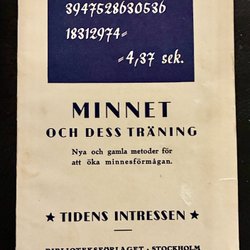 3947528630536
18312974=
=4,37 sek.
MINNET
OCH DESS TRÄNING
Nya och gamla metoder för
att öka minnesförmågan.
★ TIDENS INTRESSEN ★
BIBLIOTEKSFÖRLAGET · STOCKHOLM